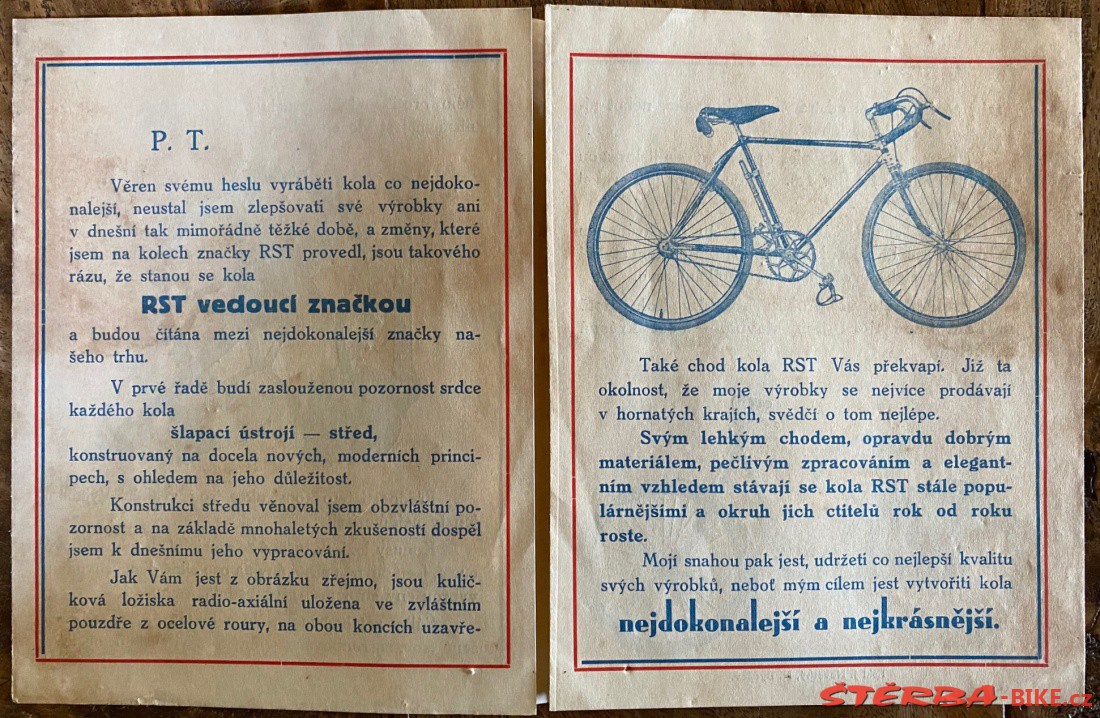 P. T.
Věren svému heslu vyráběti kola co nejdoko-
nalejší, neustal jsem zlepšovati své výrobky ani
v dnešní tak mimořádně těžké době, a změny, které
jsem na kolech značky RST provedl, jsou takového
rázu, že stanou se kola
RST vedoucí značkou
a budou čítána mezi nejdokonalejší značky na-
šeho trhu.
V prvé řadě budí zaslouženou pozornost srdce
každého kola
šlapací ústrojí — střed,
konstruovaný na docela nových, moderních princi-
pech, s ohledem na jeho důležitost.
Konstrukci středu věnoval jsem obzvláštní po-
zornost a na základě mnohaletých zkušeností dospěl
jsem k dnešnímu jeho vypracování.
Jak Vám jest z obrázku zřejmo, jsou kulič-
ková ložiska radio-axiální uložena ve zvláštním
pouzdře z ocelové roury, na obou koncích uzavře-
Také chod kola RST Vás překvapí. Již ta
okolnost, že moje výrobky se nejvíce prodávají
v hornatých krajích, svědčí o tom nejlépe.
Svým lehkým chodem, opravdu dobrým
materiálem, pečlivým zpracováním a elegant-
ním vzhledem stávají se kola RST stále popu-
lárnějšími a okruh jich ctitelů rok od roku
roste.
Mojí snahou pak jest, udržeti co nejlepší kvalitu
svých výrobků, neboť mým cílem jest vytvořiti kola
nejdokonalejší a nejkrásnější.
ŠTĚRBA-BIKE.cz